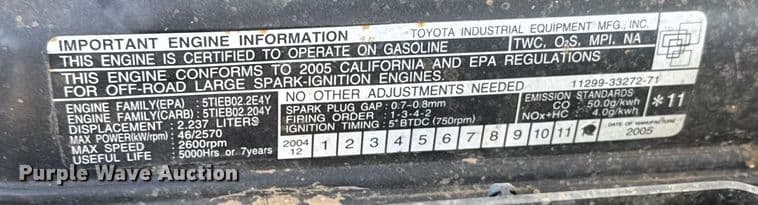 IMPORTANT ENGINE INFORMATION
TOYOTA INDUSTRIAL EQUIPMENT MFG., INC.
THIS ENGINE IS CERTIFIED TO OPERATE ON GASOLINE
TWC, O2S, MPI, NA
THIS ENGINE CONFORMS TO 2005 CALIFORNIA AND EPA REGULATIONS
FOR OFF-ROAD LARGE SPARK-IGNITION ENGINES.
11299-33272-71
NO OTHER ADJUSTMENTS NEEDED
ENGINE FAMILY(EPA) : 5TIEB02.2E4Y
ENGINE FAMILY(CARB) : 5TIEB02.204Y
DISPLACEMENT : 2.237 LITERS
MAX POWER(kW/rpm) : 46/2570
MAX SPEED : 2600rpm
USEFUL LIFE : 5000Hrs or 7years
SPARK PLUG GAP : 0.7-0.8mm
FIRING ORDER : 1-3-4-2
IGNITION TIMING : 5° BTDC (750rpm)
EMISSION STANDARDS
CO : 50.0g/kwh
NOx+HC : 4.0g/kwh
*11
2004
12
1 2 3 4 5 6 7 8 9 10 11
DATE OF MANUFACTURE
2005
Purple Wave Auction